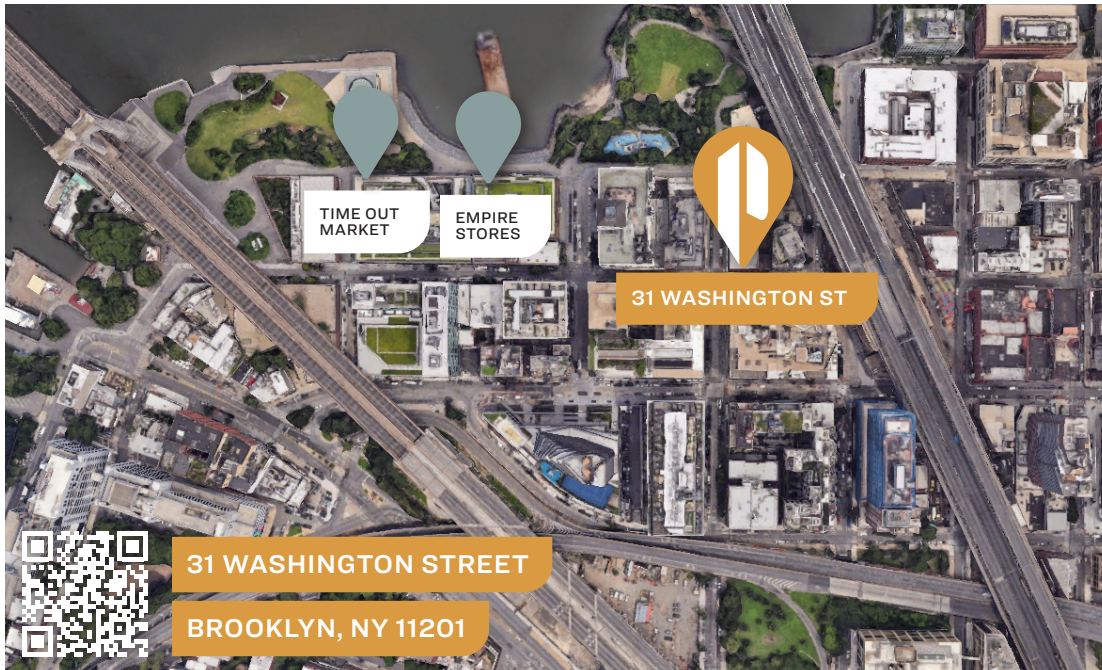 TIME OUT
MARKET
EMPIRE
STORES
31 WASHINGTON ST
31 WASHINGTON STREET
BROOKLYN, NY 11201